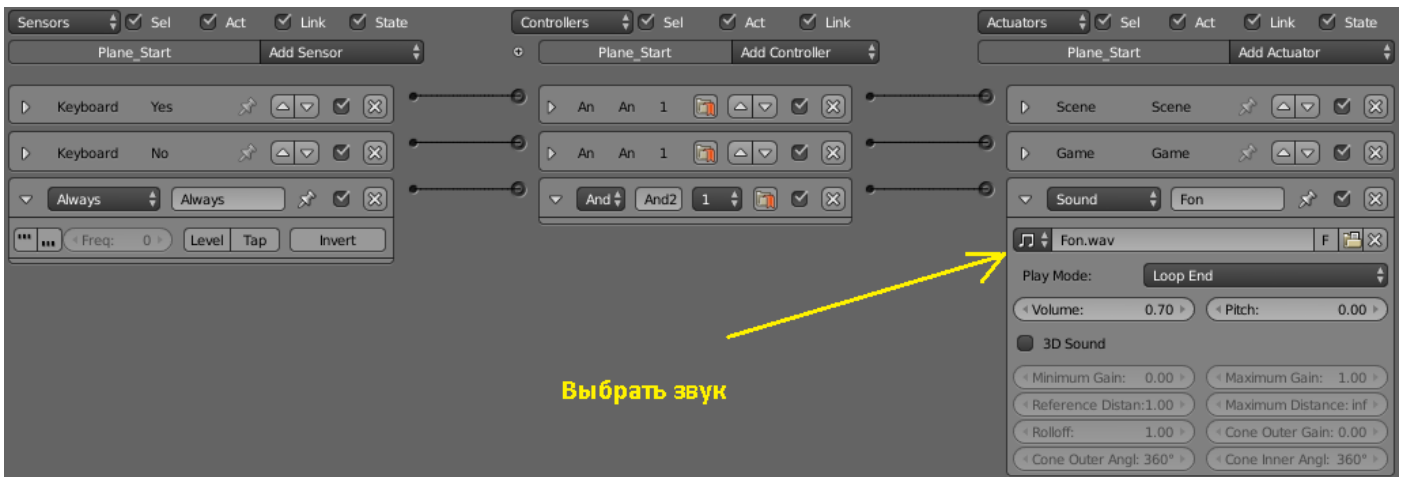 Sensors Sel Act Link State Controllers Sel Act Link Actuators Sel Act Link State
Plane_Start Add Sensor Plane_Start Add Controller Plane_Start Add Actuator
Keyboard Yes An An 1 Scene Scene
Keyboard No An An 1 Game Game
Always Always And And2 1 Sound Fon
Freq: 0 Level Tap Invert Fon.wav F
Play Mode: Loop End
Volume: 0.70 Pitch: 0.00
3D Sound
Выбрать звук
Minimum Gain: 0.00 Maximum Gain: 1.00
Reference Distan:1.00 Maximum Distance: inf
Rolloff: 1.00 Cone Outer Gain: 0.00
Cone Outer Angl: 360° Cone Inner Angl: 360°